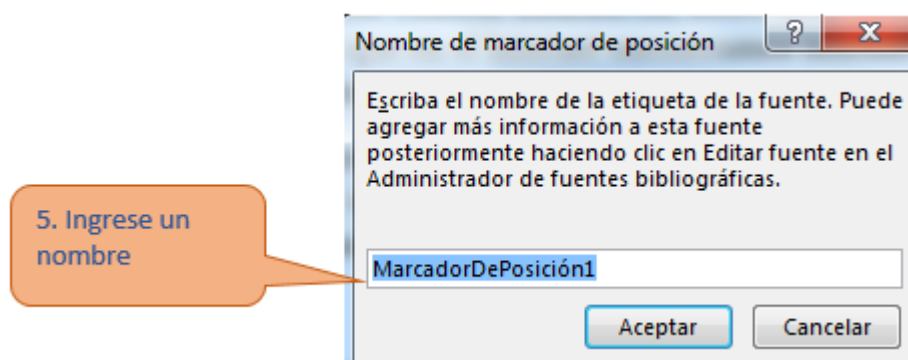 Nombre de marcador de posición
Escriba el nombre de la etiqueta de la fuente. Puede
agregar más información a esta fuente
posteriormente haciendo clic en Editar fuente en el
Administrador de fuentes bibliográficas.
5. Ingrese un
nombre
MarcadorDePosición1
Aceptar Cancelar